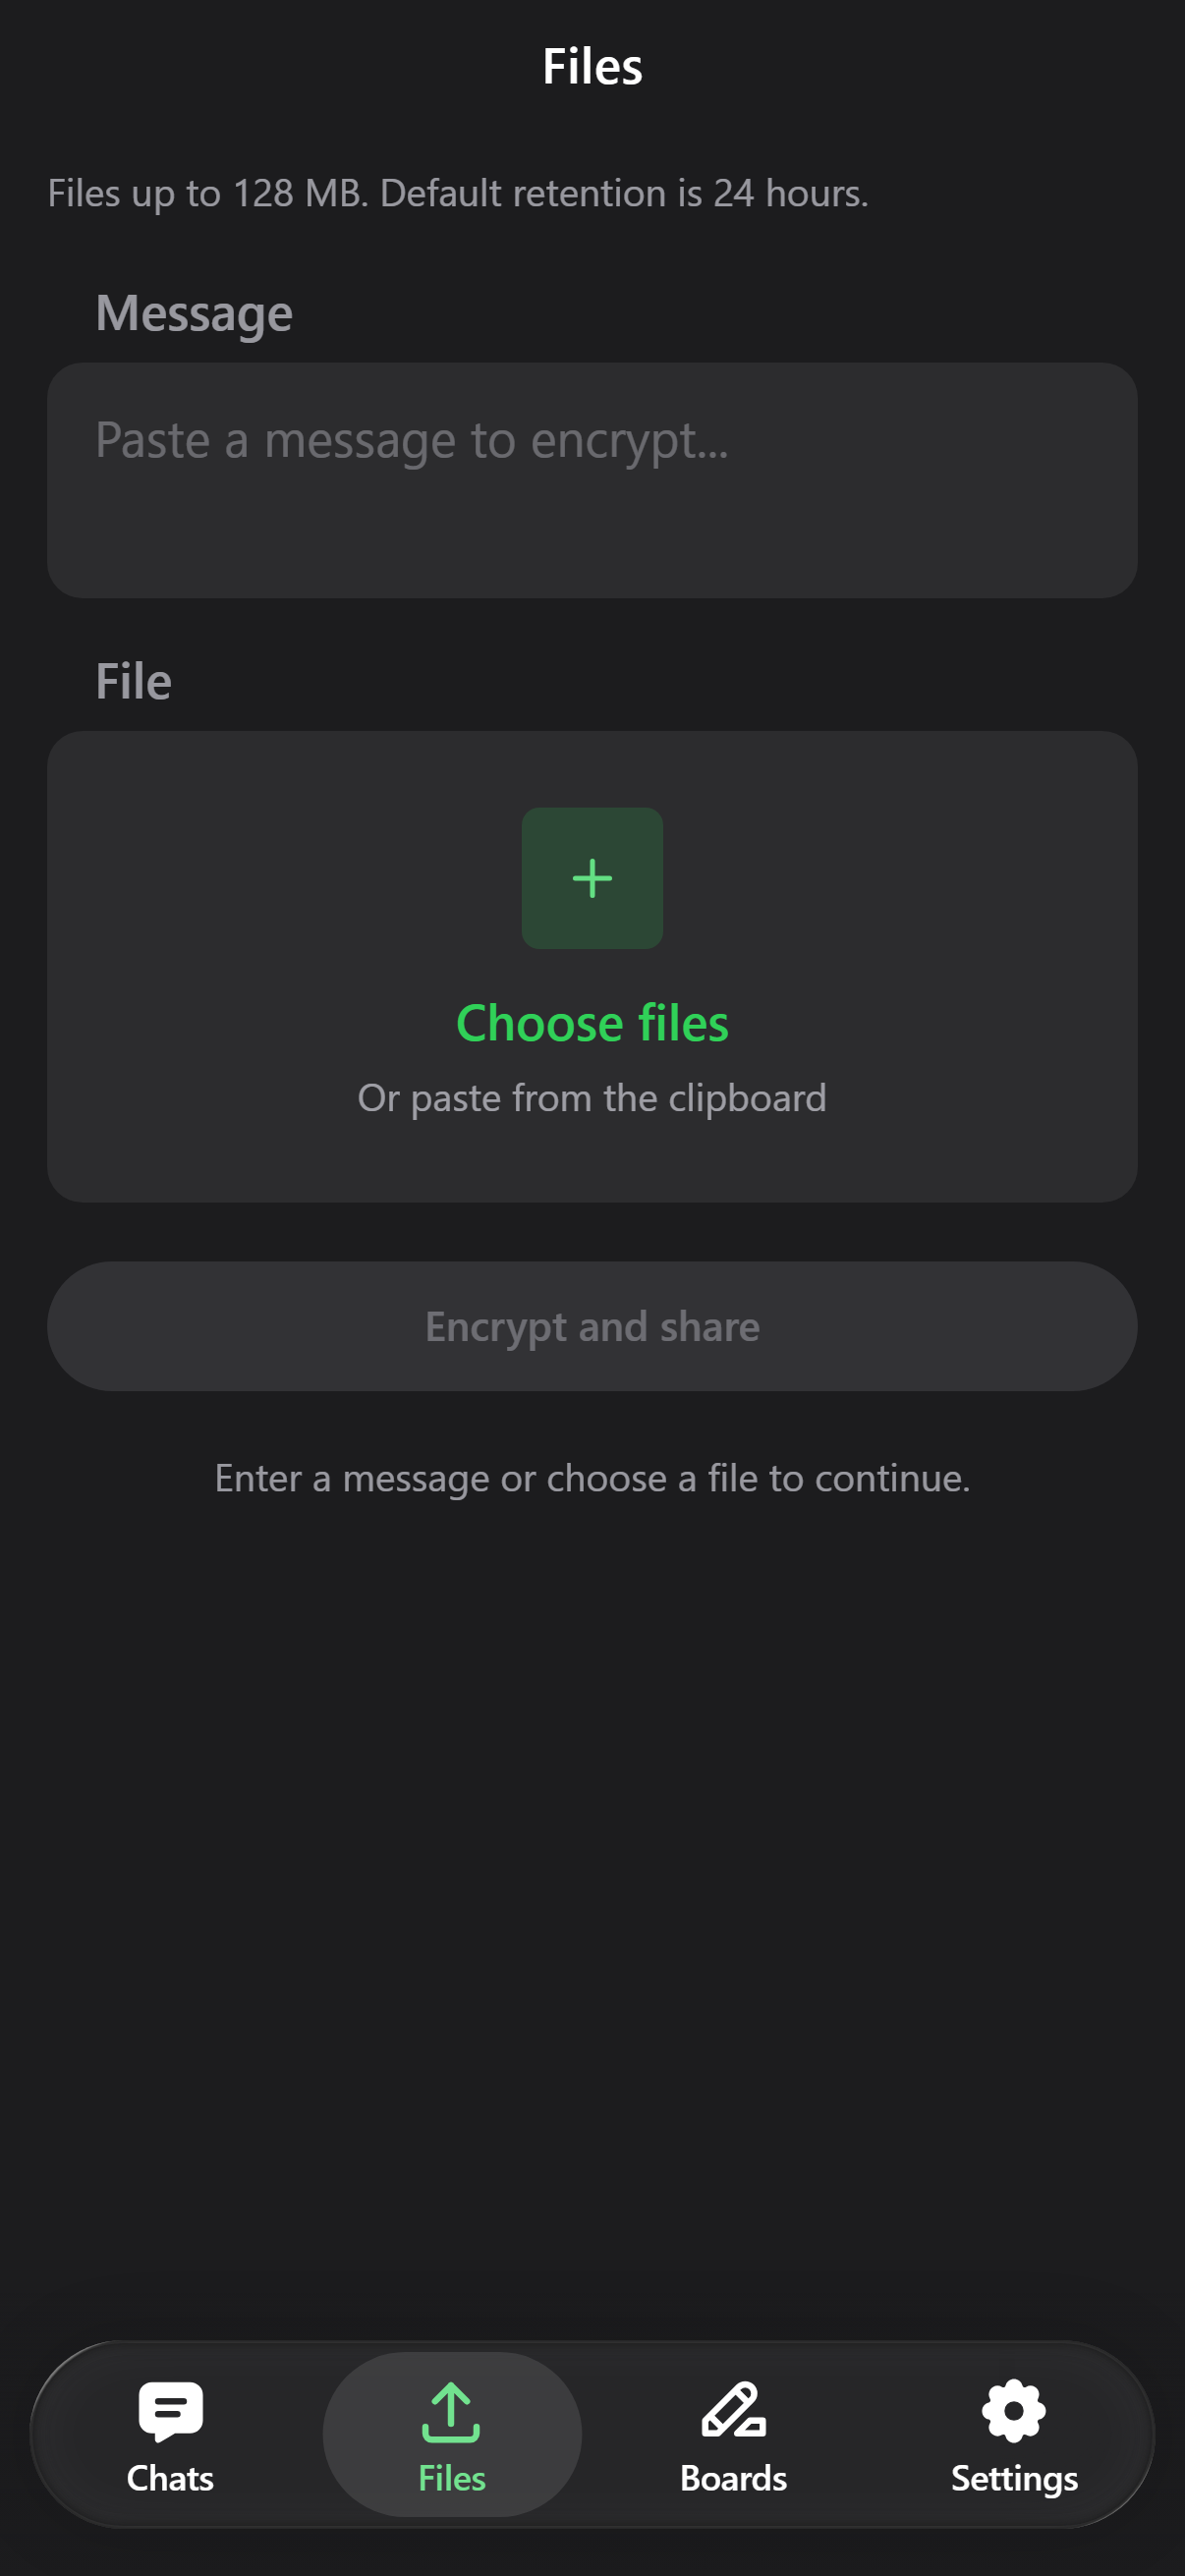 Files
Files up to 128 MB. Default retention is 24 hours.
Message
Paste a message to encrypt...
File
Choose files
Or paste from the clipboard
Encrypt and share
Enter a message or choose a file to continue.
Chats
Files
Boards
Settings